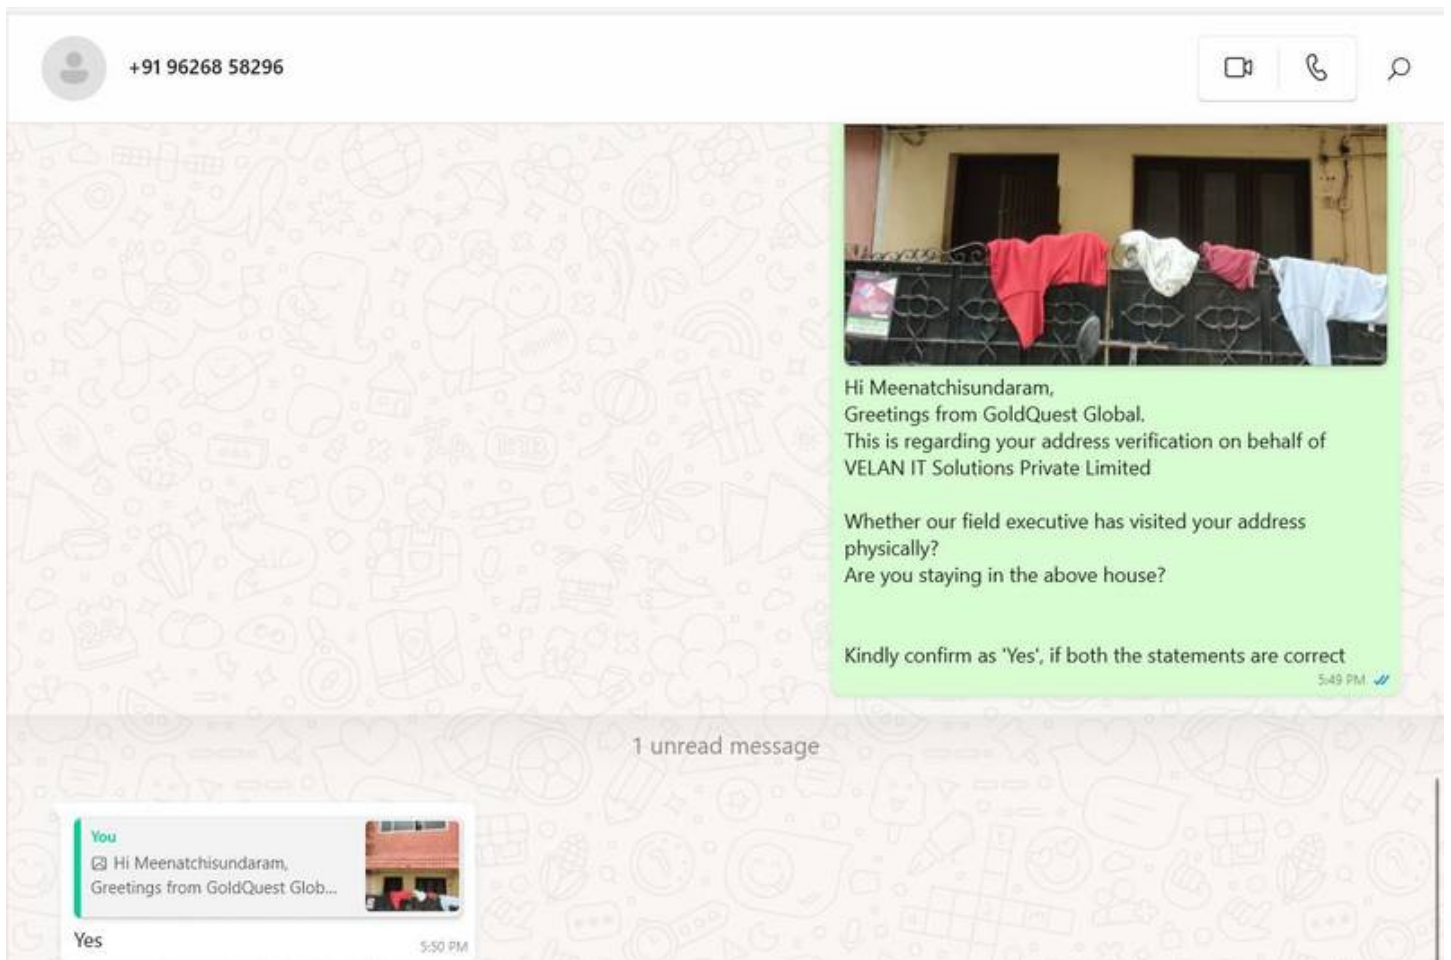 +91 96268 58296
Hi Meenatchisundaram,
Greetings from GoldQuest Global.
This is regarding your address verification on behalf of
VELAN IT Solutions Private Limited
Whether our field executive has visited your address
physically?
Are you staying in the above house?
Kindly confirm as 'Yes', if both the statements are correct
5:49 PM
1 unread message
You
Hi Meenatchisundaram,
Greetings from GoldQuest Glob...
Yes
5:50 PM